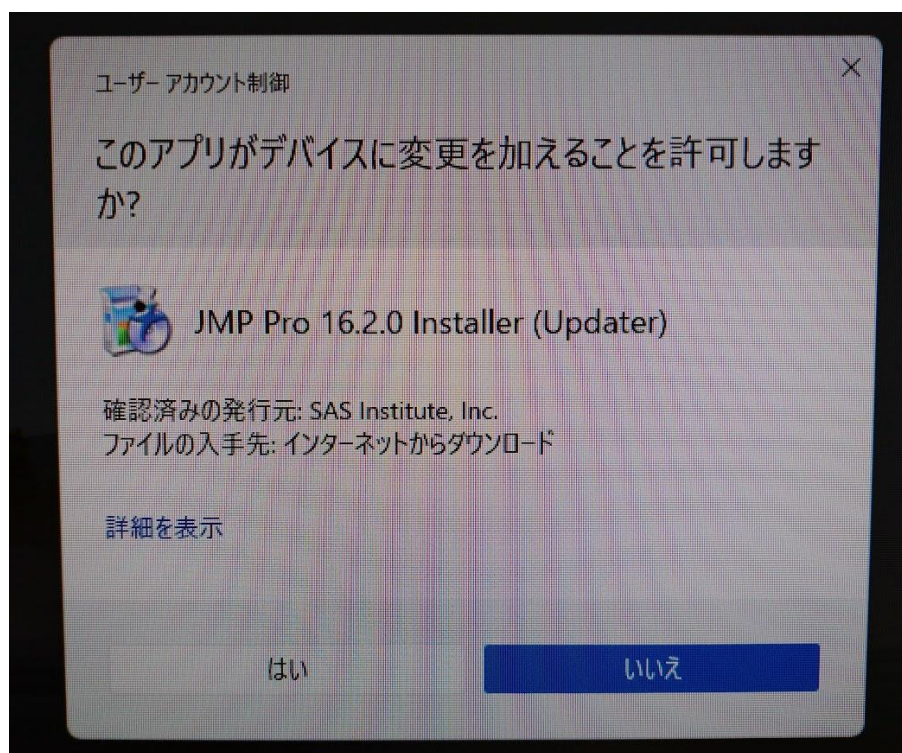 ユーザー アカウント制御
このアプリがデバイスに変更を加えることを許可します
か?
JMP Pro 16.2.0 Installer (Updater)
確認済みの発行元: SAS Institute, Inc.
ファイルの入手先: インターネットからダウンロード
詳細を表示
はい
いいえ